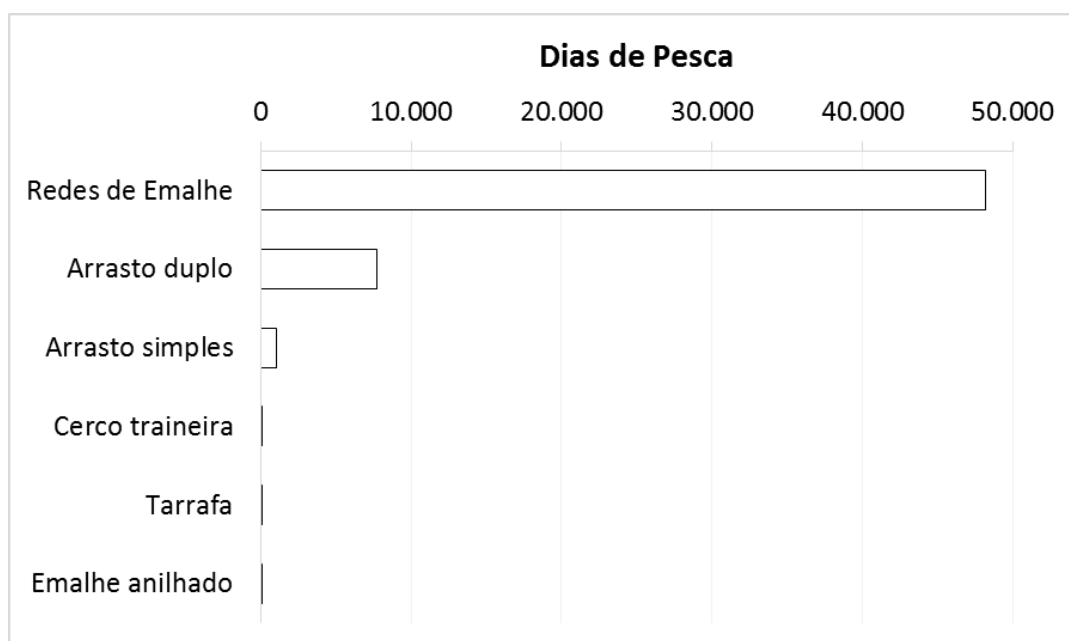 Dias de Pesca
0 10.000 20.000 30.000 40.000 50.000
Redes de Emalhe
Arrasto duplo
Arrasto simples
Cerco traineira
Tarrafa
Emalhe anilhado